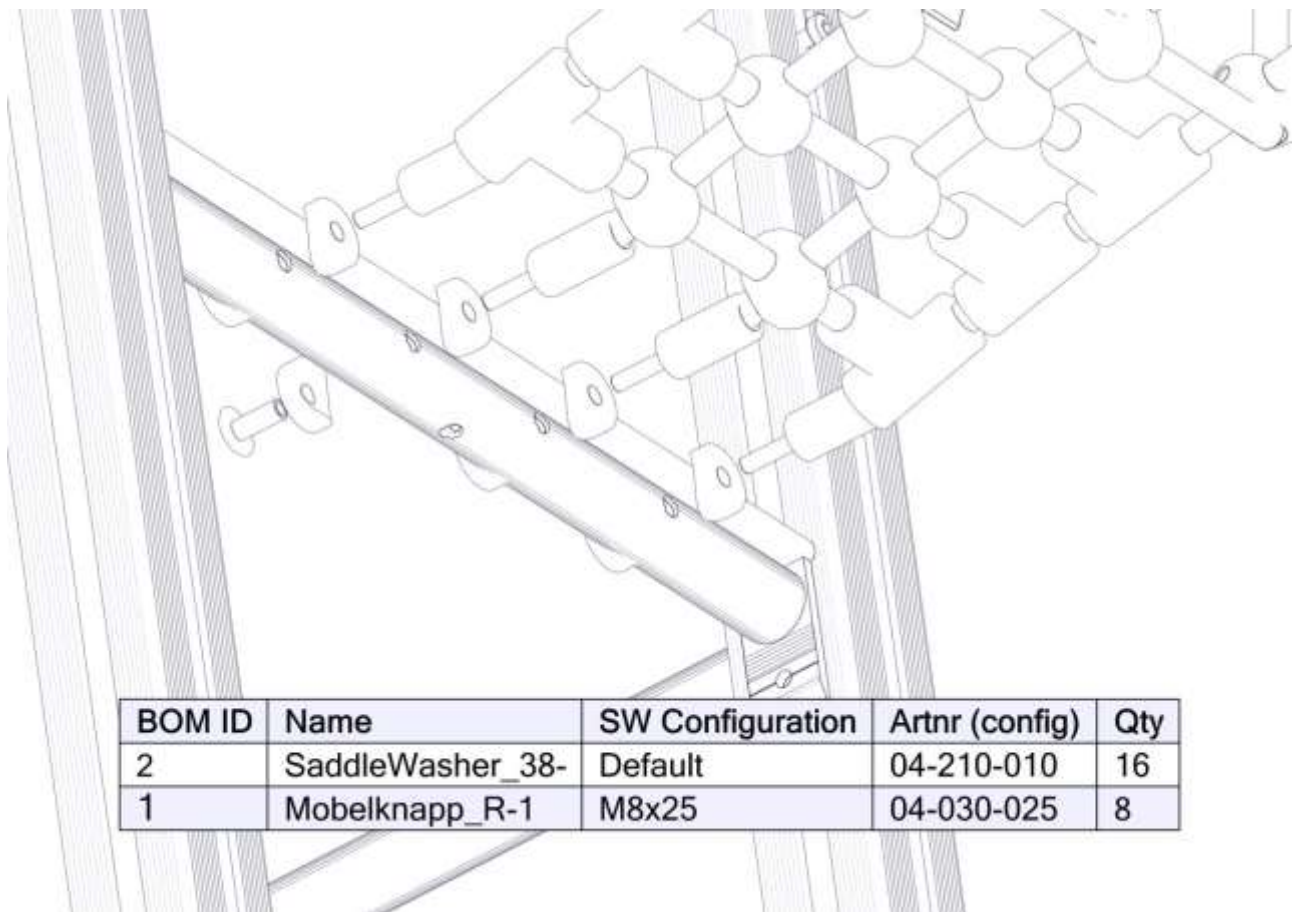 BOM ID Name SW Configuration Artnr (config) Qty
2 SaddleWasher_38- Default 04-210-010 16
1 Mobelknapp_R-1 M8x25 04-030-025 8